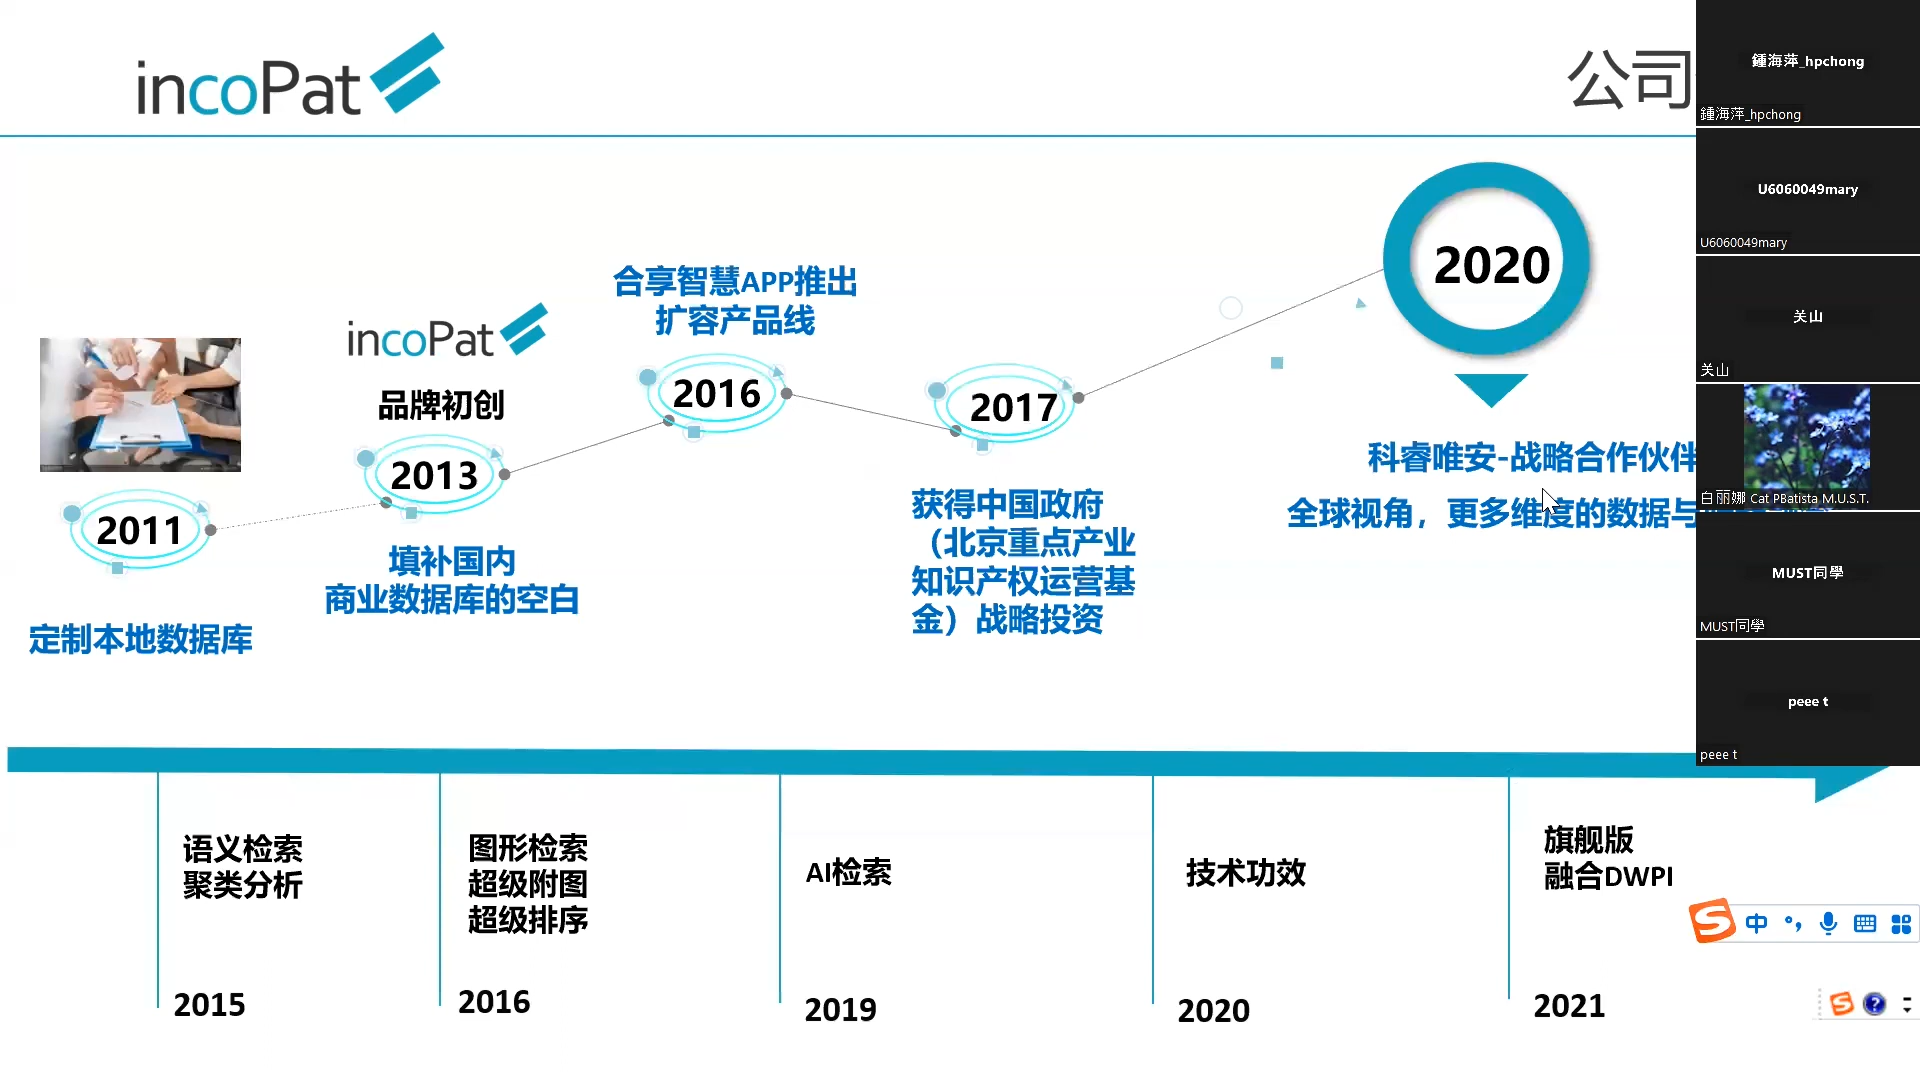 incoPat
公司
2020
合享智慧APP推出
扩容产品线
incoPat
品牌初创
2016
2017
2013
2011
科睿唯安-战略合作伙伴
全球视角，更多维度的数据与
获得中国政府
（北京重点产业
知识产权运营基
金）战略投资
填补国内
商业数据库的空白
定制本地数据库
语义检索
聚类分析
2015
图形检索
超级附图
超级排序
2016
AI检索
2019
技术功效
2020
旗舰版
融合DWPI
2021
鍾海萍_hpchong
鍾海萍_hpchong
U6060049mary
U6060049mary
关山
关山
白丽娜 Cat PBatista M.U.S.T.
MUST同學
MUST同學
peee t
peee t
中